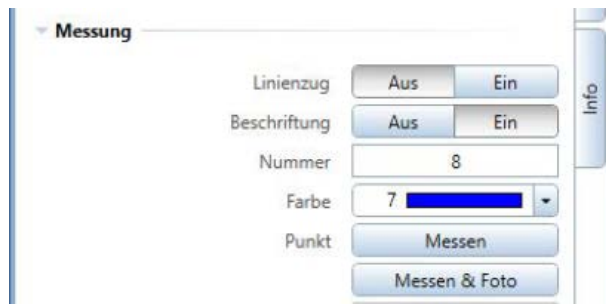 Messung
Linienzug Aus Ein
Beschriftung Aus Ein
Nummer 8
Farbe 7
Punkt Messen
Messen & Foto
Info